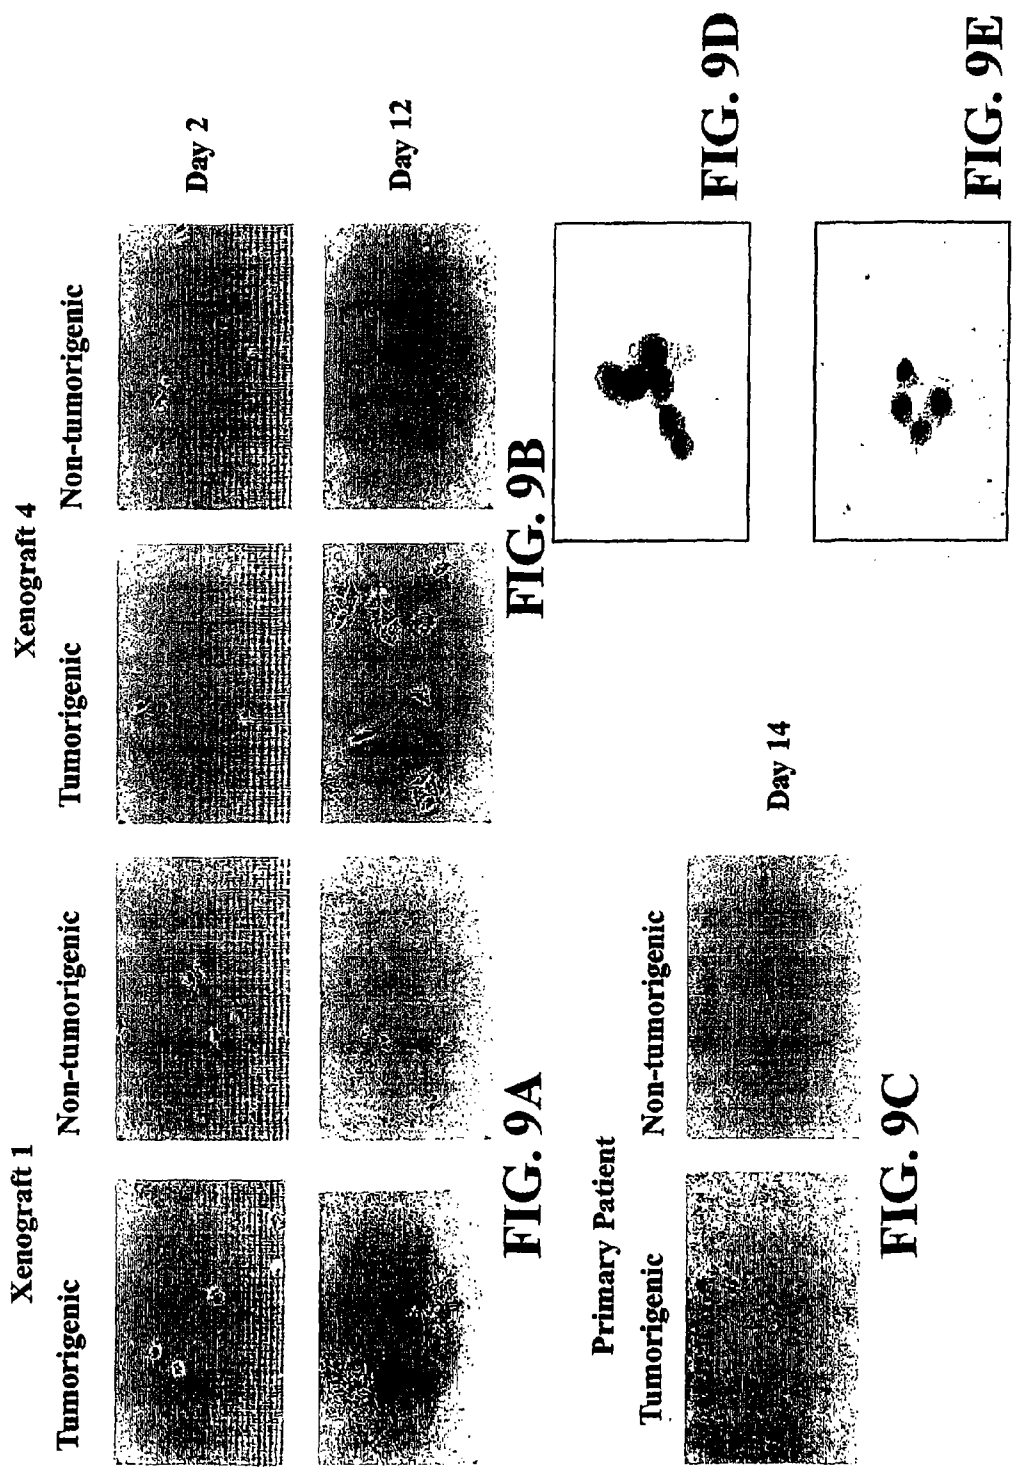 Xenograft 1
Xenograft 4
Tumorigenic
Non-tumorigenic
Tumorigenic
Non-tumorigenic
Day 2
Day 12
FIG. 9A
FIG. 9B
Primary Patient
Tumorigenic
Non-tumorigenic
Day 14
FIG. 9C
FIG. 9D
FIG. 9E